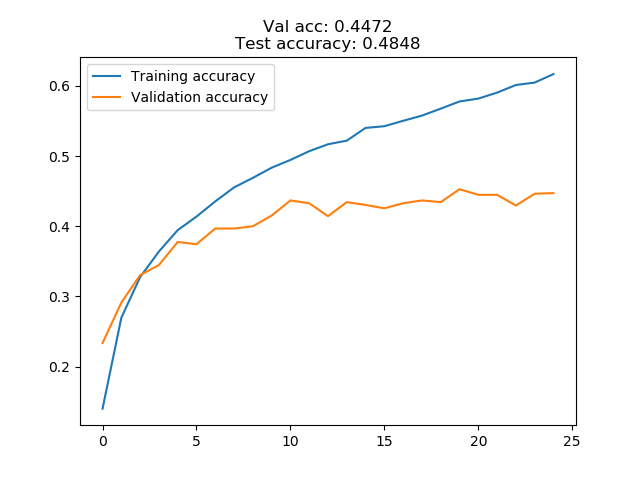 Val acc: 0.4472
Test accuracy: 0.4848
Training accuracy
Validation accuracy
0.6
0.5
0.4
0.3
0.2
0 5 10 15 20 25